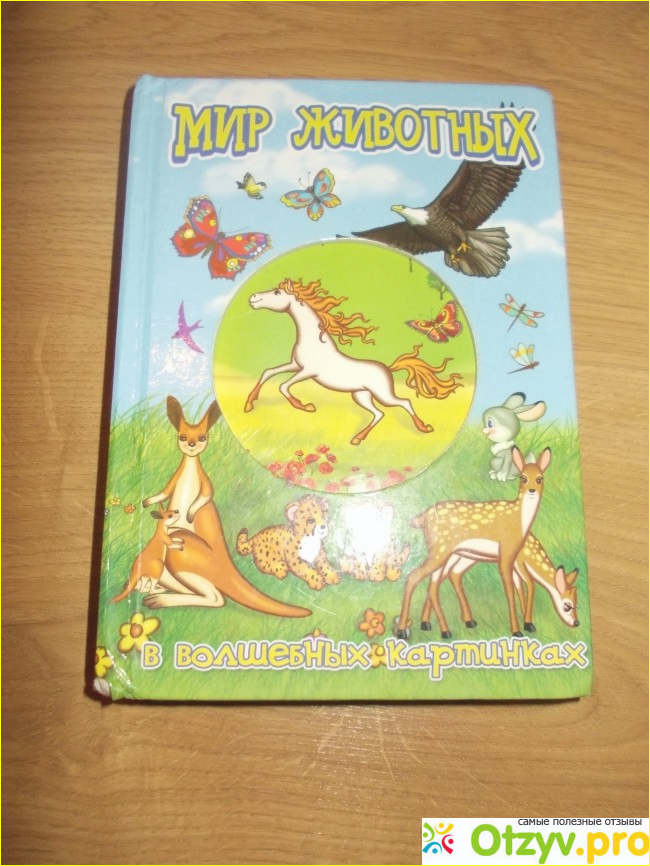 МИР ЖИВОТНЫХ
в волшебных картинках
самые полезные отзывы
Otzyv.pro